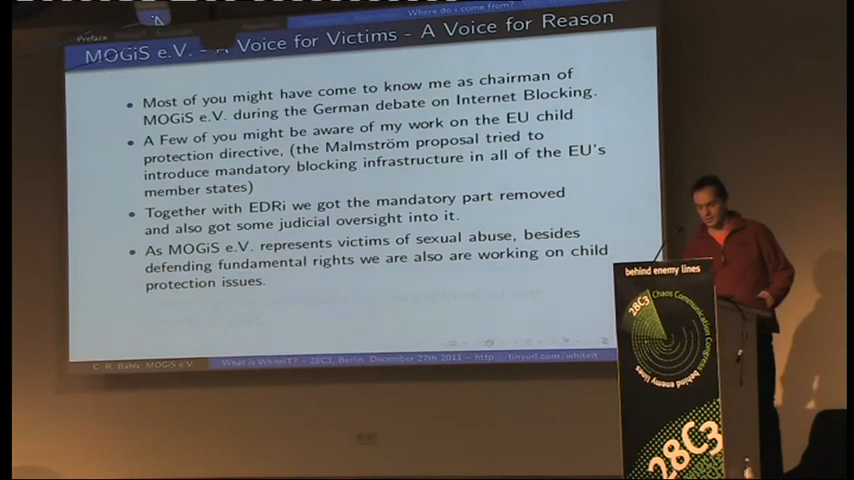 Where do i come from?
Preface
MOGiS e.V. - A Voice for Victims - A Voice for Reason
Most of you might have come to know me as chairman of
MOGiS e.V. during the German debate on Internet Blocking.
A Few of you might be aware of my work on the EU child
protection directive, (the Malmström proposal tried to
introduce mandatory blocking infrastructure in all of the EU's
member states)
Together with EDRi we got the mandatory part removed
and also got some judicial oversight into it.
As MOGiS e.V. represents victims of sexual abuse, besides
defending fundamental rights we are also are working on child
protection issues.
C. R. Bahls, MOGiS e.V.
What is WhiteIT? - 28C3, Berlin, December 27th 2011 - http://tinyurl.com/whiteit
behind enemy lines
28C3 Chaos Communication Congress
behind enemy lines
28C3